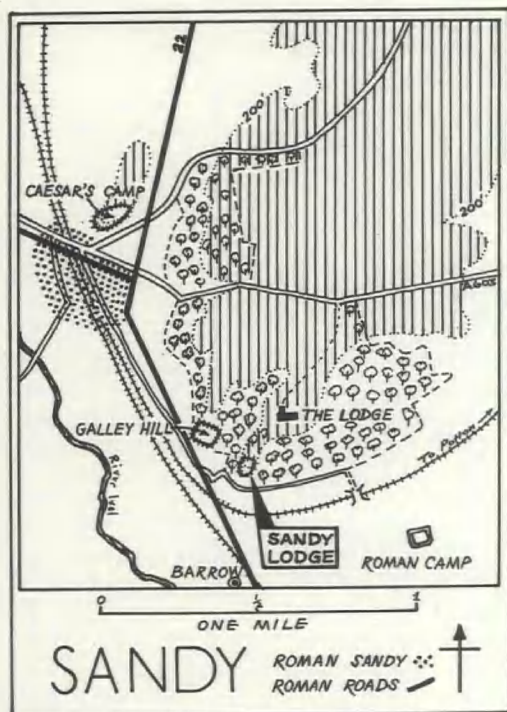 22
200
CAESAR'S CAMP
200
A603
THE LODGE
GALLEY HILL
To Potton
River Ivel
SANDY
LODGE
ROMAN CAMP
BARROW
0 ½ 1
ONE MILE
SANDY
ROMAN SANDY
ROMAN ROADS